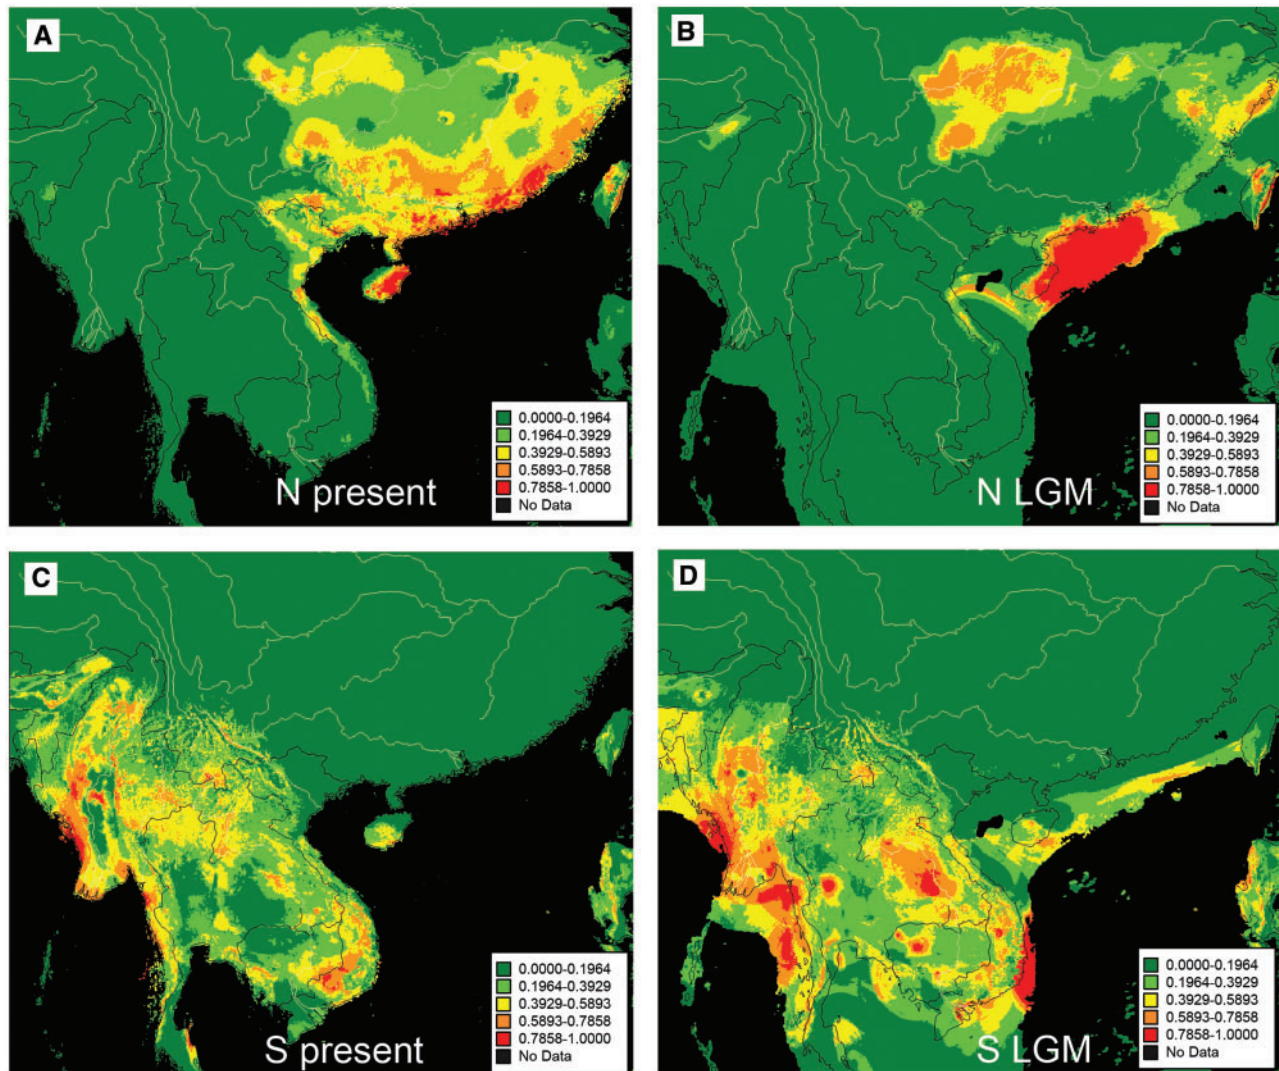 A
0.0000-0.1964
0.1964-0.3929
0.3929-0.5893
0.5893-0.7858
0.7858-1.0000
No Data
N present
B
0.0000-0.1964
0.1964-0.3929
0.3929-0.5893
0.5893-0.7858
0.7858-1.0000
No Data
N LGM
C
0.0000-0.1964
0.1964-0.3929
0.3929-0.5893
0.5893-0.7858
0.7858-1.0000
No Data
S present
D
0.0000-0.1964
0.1964-0.3929
0.3929-0.5893
0.5893-0.7858
0.7858-1.0000
No Data
S LGM